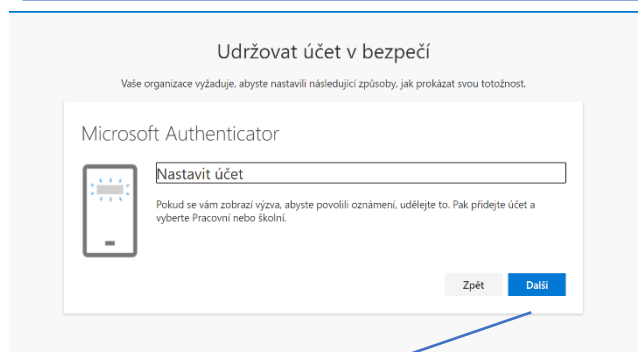 Udržovat účet v bezpečí
Vaše organizace vyžaduje, abyste nastavili následující způsoby, jak prokázat svou totožnost.
Microsoft Authenticator
Nastavit účet
Pokud se vám zobrazí výzva, abyste povolili oznámení, udělejte to. Pak přidejte účet a
vyberte Pracovní nebo školní.
Zpět
Další